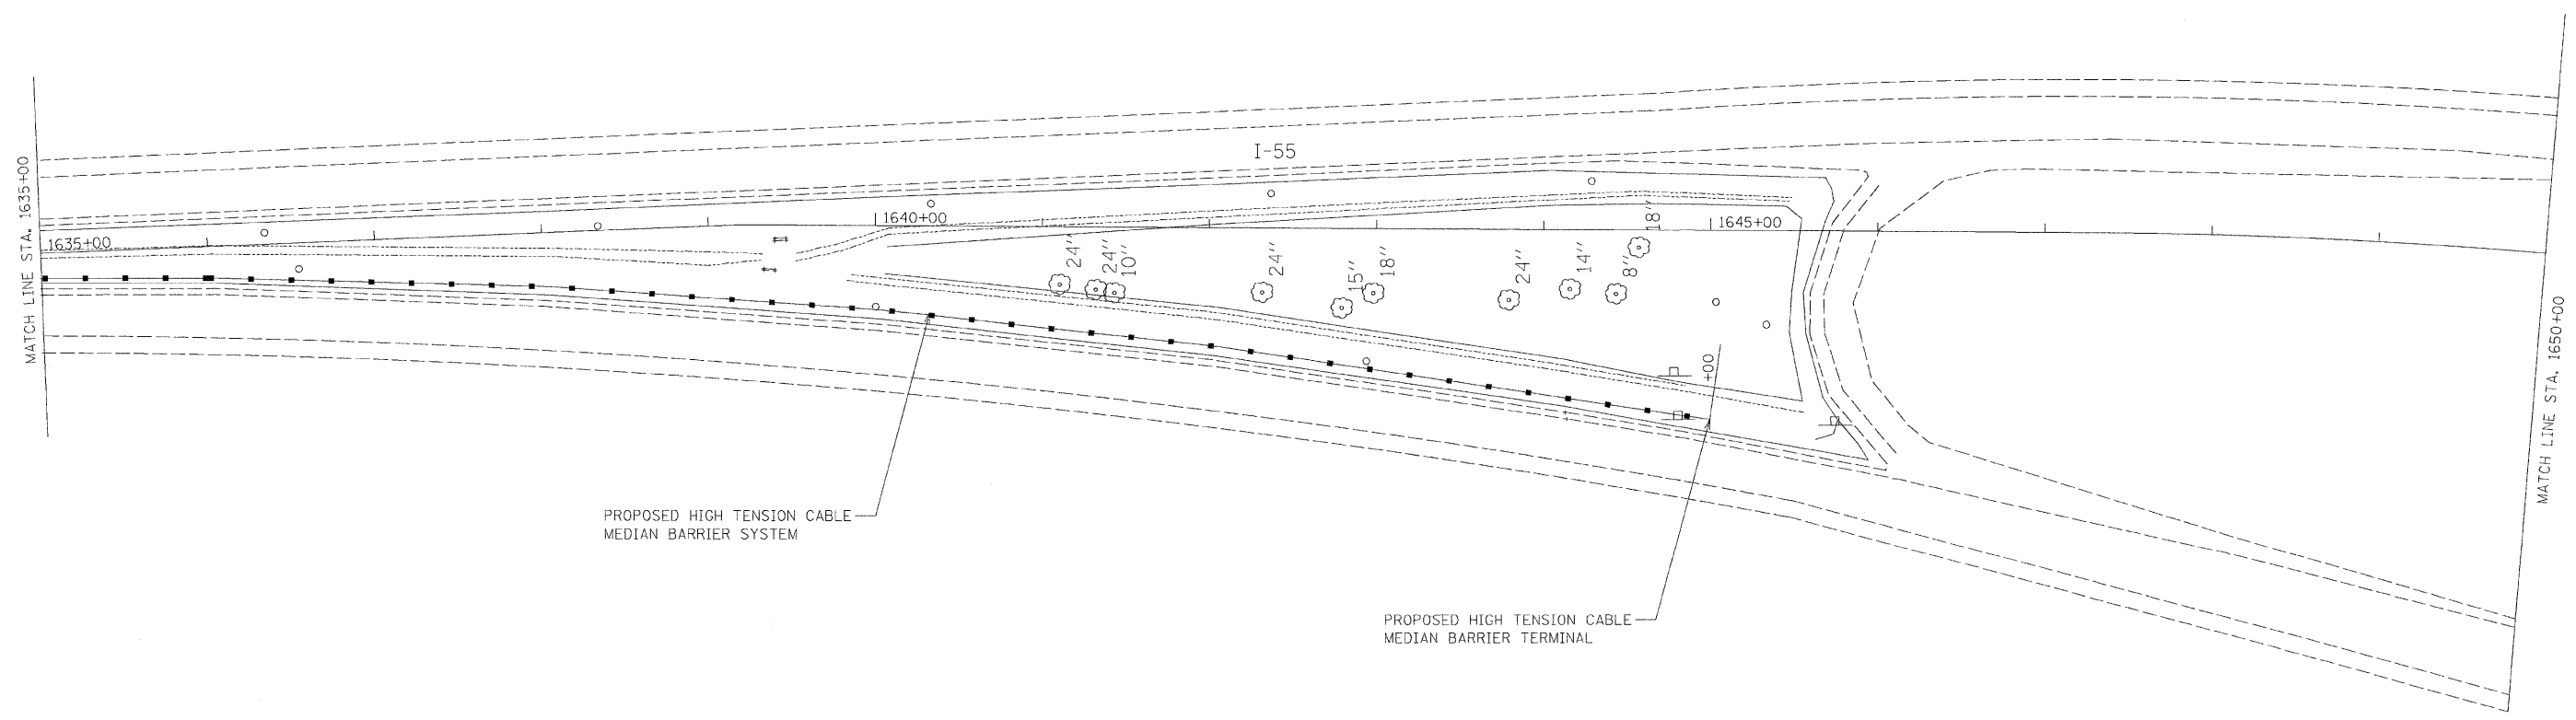 I-55
MATCH LINE STA. 1635+00
1635+00
1640+00
1645+00
24''
24''
10''
24''
15''
18''
24''
14''
8''
18''
+00
MATCH LINE STA. 1650+00
PROPOSED HIGH TENSION CABLE
MEDIAN BARRIER SYSTEM
PROPOSED HIGH TENSION CABLE
MEDIAN BARRIER TERMINAL